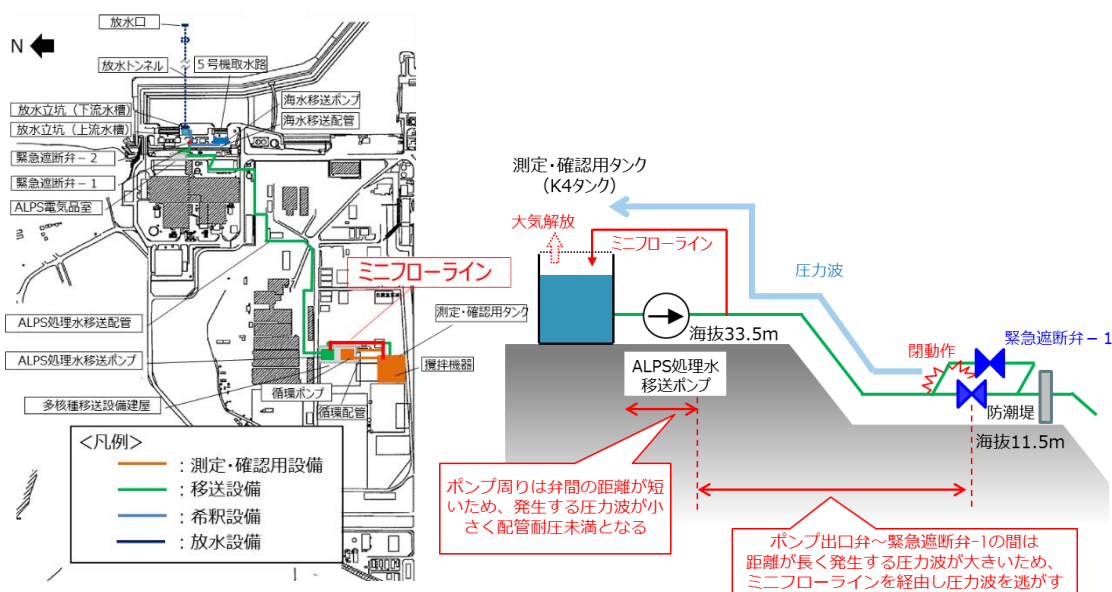 放水口
N
放水トンネル
5号機取水路
海水移送ポンプ
海水移送配管
放水立坑（下流水槽）
放水立坑（上流水槽）
緊急遮断弁－2
緊急遮断弁－1
ALPS電気品室
ミニフローライン
測定・確認用タンク
ALPS処理水移送配管
ALPS処理水移送ポンプ
攪拌機器
循環ポンプ
多核種移送設備建屋
循環配管
＜凡例＞
：測定・確認用設備
：移送設備
：希釈設備
：放水設備
測定・確認用タンク
(K4タンク)
大気解放
ミニフローライン
圧力波
海抜33.5m
緊急遮断弁－1
閉動作
ALPS処理水
移送ポンプ
防潮堤
海抜11.5m
ポンプ周りは弁間の距離が短
いため、発生する圧力波が小
さく配管耐圧未満となる
ポンプ出口弁～緊急遮断弁-1の間は
距離が長く発生する圧力波が大きいため、
ミニフローラインを経由し圧力波を逃がす